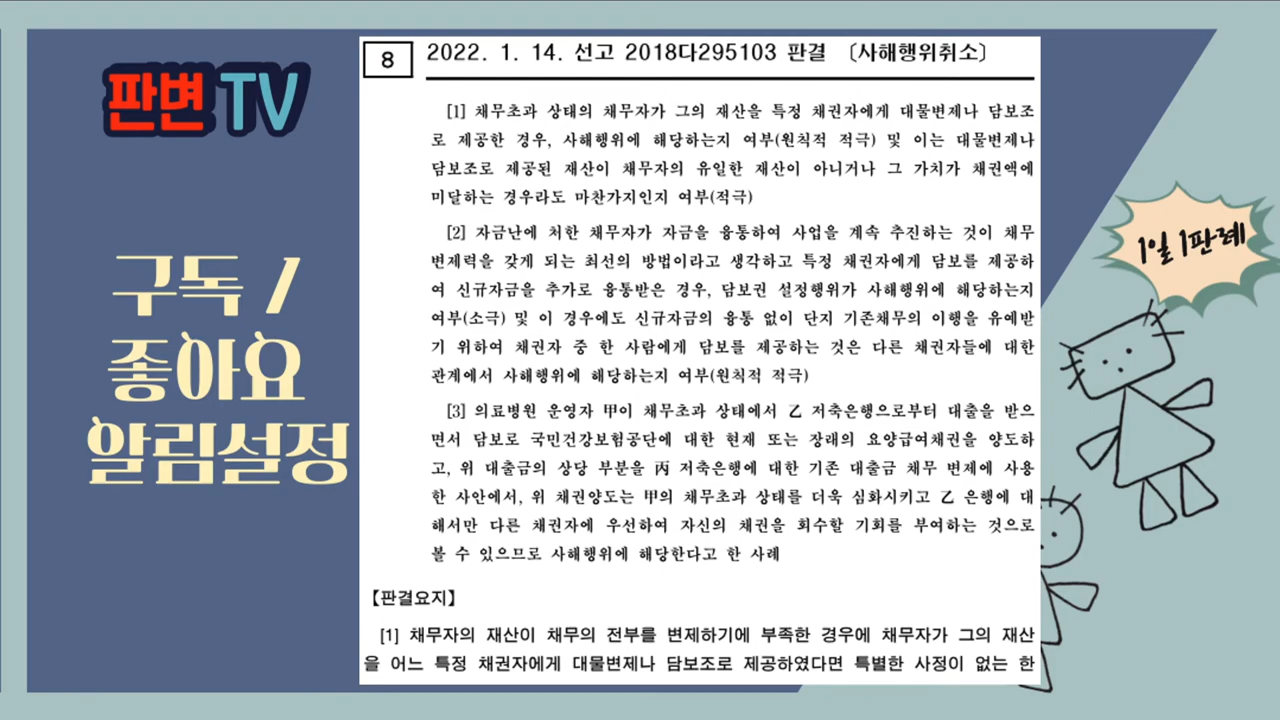 판변 TV
구독 /
좋아요
알림설정
8
2022. 1. 14. 선고 2018다295103 판결 〔사해행위취소〕
[1] 채무초과 상태의 채무자가 그의 재산을 특정 채권자에게 대물변제나 담보조
로 제공한 경우, 사해행위에 해당하는지 여부(원칙적 적극) 및 이는 대물변제나
담보조로 제공된 재산이 채무자의 유일한 재산이 아니거나 그 가치가 채권액에
미달하는 경우라도 마찬가지인지 여부(적극)
[2] 자금난에 처한 채무자가 자금을 융통하여 사업을 계속 추진하는 것이 채무
변제력을 갖게 되는 최선의 방법이라고 생각하고 특정 채권자에게 담보를 제공하
여 신규자금을 추가로 융통받은 경우, 담보권 설정행위가 사해행위에 해당하는지
여부(소극) 및 이 경우에도 신규자금의 융통 없이 단지 기존채무의 이행을 유예받
기 위하여 채권자 중 한 사람에게 담보를 제공하는 것은 다른 채권자들에 대한
관계에서 사해행위에 해당하는지 여부(원칙적 적극)
[3] 의료병원 운영자 甲이 채무초과 상태에서 乙 저축은행으로부터 대출을 받으
면서 담보로 국민건강보험공단에 대한 현재 또는 장래의 요양급여채권을 양도하
고, 위 대출금의 상당 부분을 丙 저축은행에 대한 기존 대출금 채무 변제에 사용
한 사안에서, 위 채권양도는 甲의 채무초과 상태를 더욱 심화시키고 乙 은행에 대
해서만 다른 채권자에 우선하여 자신의 채권을 회수할 기회를 부여하는 것으로
볼 수 있으므로 사해행위에 해당한다고 한 사례
【판결요지】
[1] 채무자의 재산이 채무의 전부를 변제하기에 부족한 경우에 채무자가 그의 재산
을 어느 특정 채권자에게 대물변제나 담보조로 제공하였다면 특별한 사정이 없는 한
1일 1판례